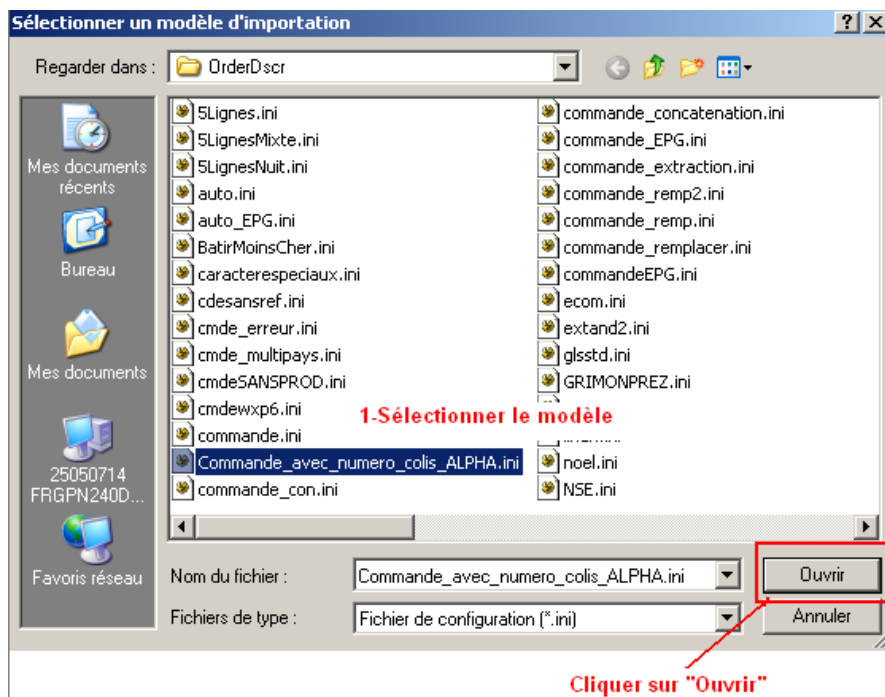 Sélectionner un modèle d'importation
Regarder dans :
OrderDscr
Mes documents
récents
Bureau
Mes documents
25050714
FRGPN240D...
Favoris réseau
5Lignes.ini
5LignesMixte.ini
5LignesNuit.ini
auto.ini
auto_EPG.ini
BatirMoinsCher.ini
caracterespeciaux.ini
cdesansref.ini
cmde_erreur.ini
cmde_multipays.ini
cmdeSANSPROD.ini
cmdewxp6.ini
commande.ini
Commande_avec_numero_colis_ALPHA.ini
commande_con.ini
commande_concatenation.ini
commande_EPG.ini
commande_extraction.ini
commande_remp2.ini
commande_remp.ini
commande_remplacer.ini
commandeEPG.ini
ecom.ini
extand2.ini
glsstd.ini
GRIMONPREZ.ini
noel.ini
NSE.ini
1-Sélectionner le modèle
Nom du fichier :
Commande_avec_numero_colis_ALPHA.ini
Ouvrir
Fichiers de type :
Fichier de configuration (*.ini)
Annuler
Cliquer sur "Ouvrir"